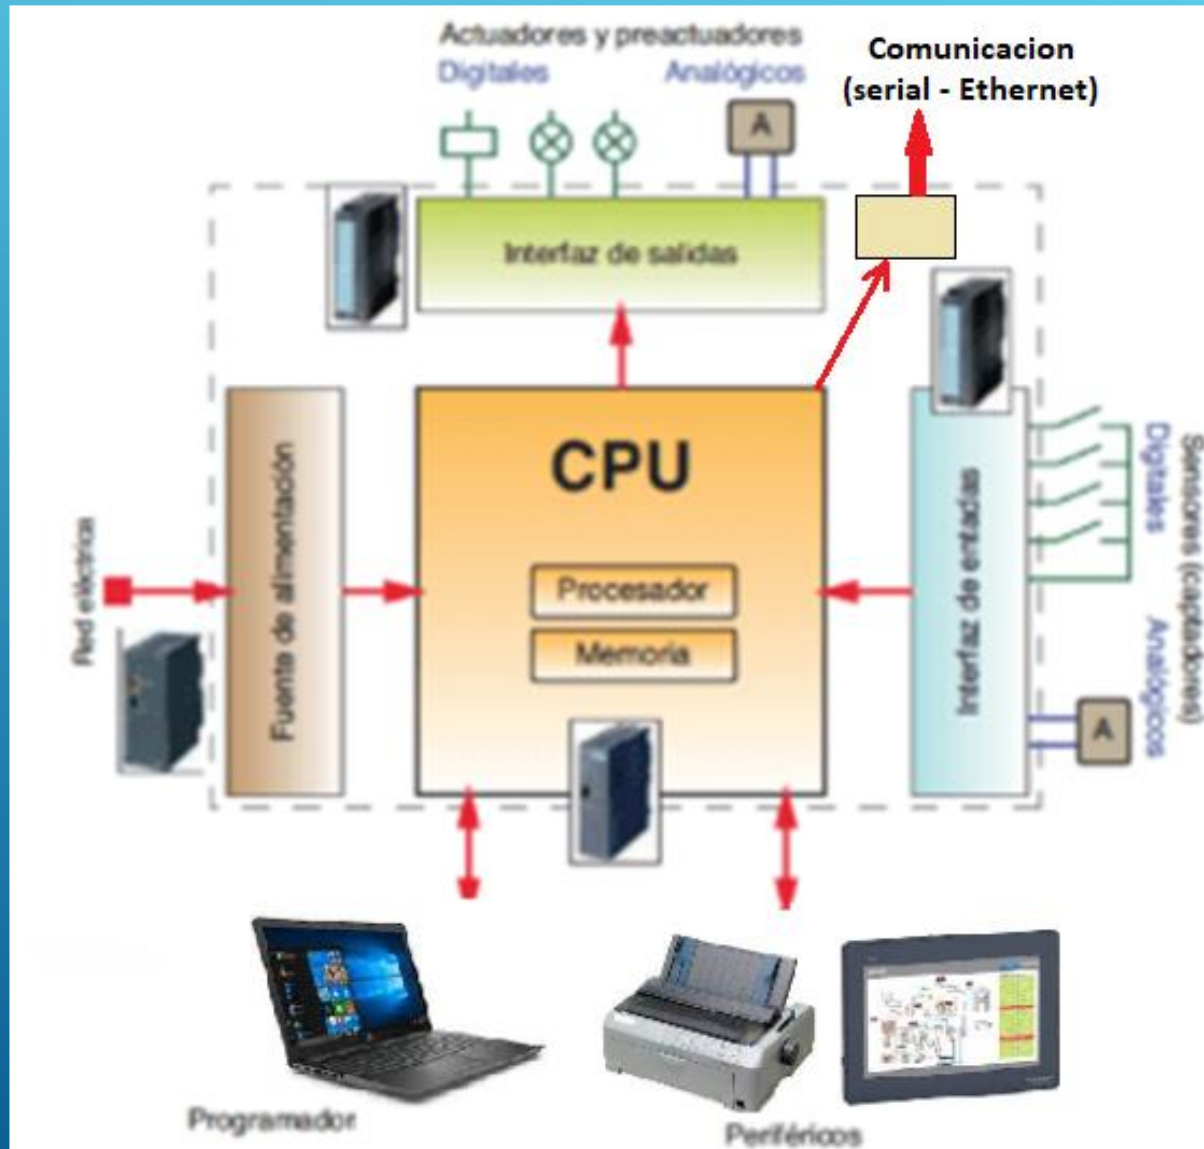 Actuadores y preactuadores
Digitales
Analógicos
Comunicacion
(serial - Ethernet)
A
Interfaz de salidas
CPU
Procesador
Memoria
Red eléctrica
Fuente de alimentación
Interfaz de entadas
Digitales
Analógicos
Sensores (captadores)
A
Programador
Periféricos